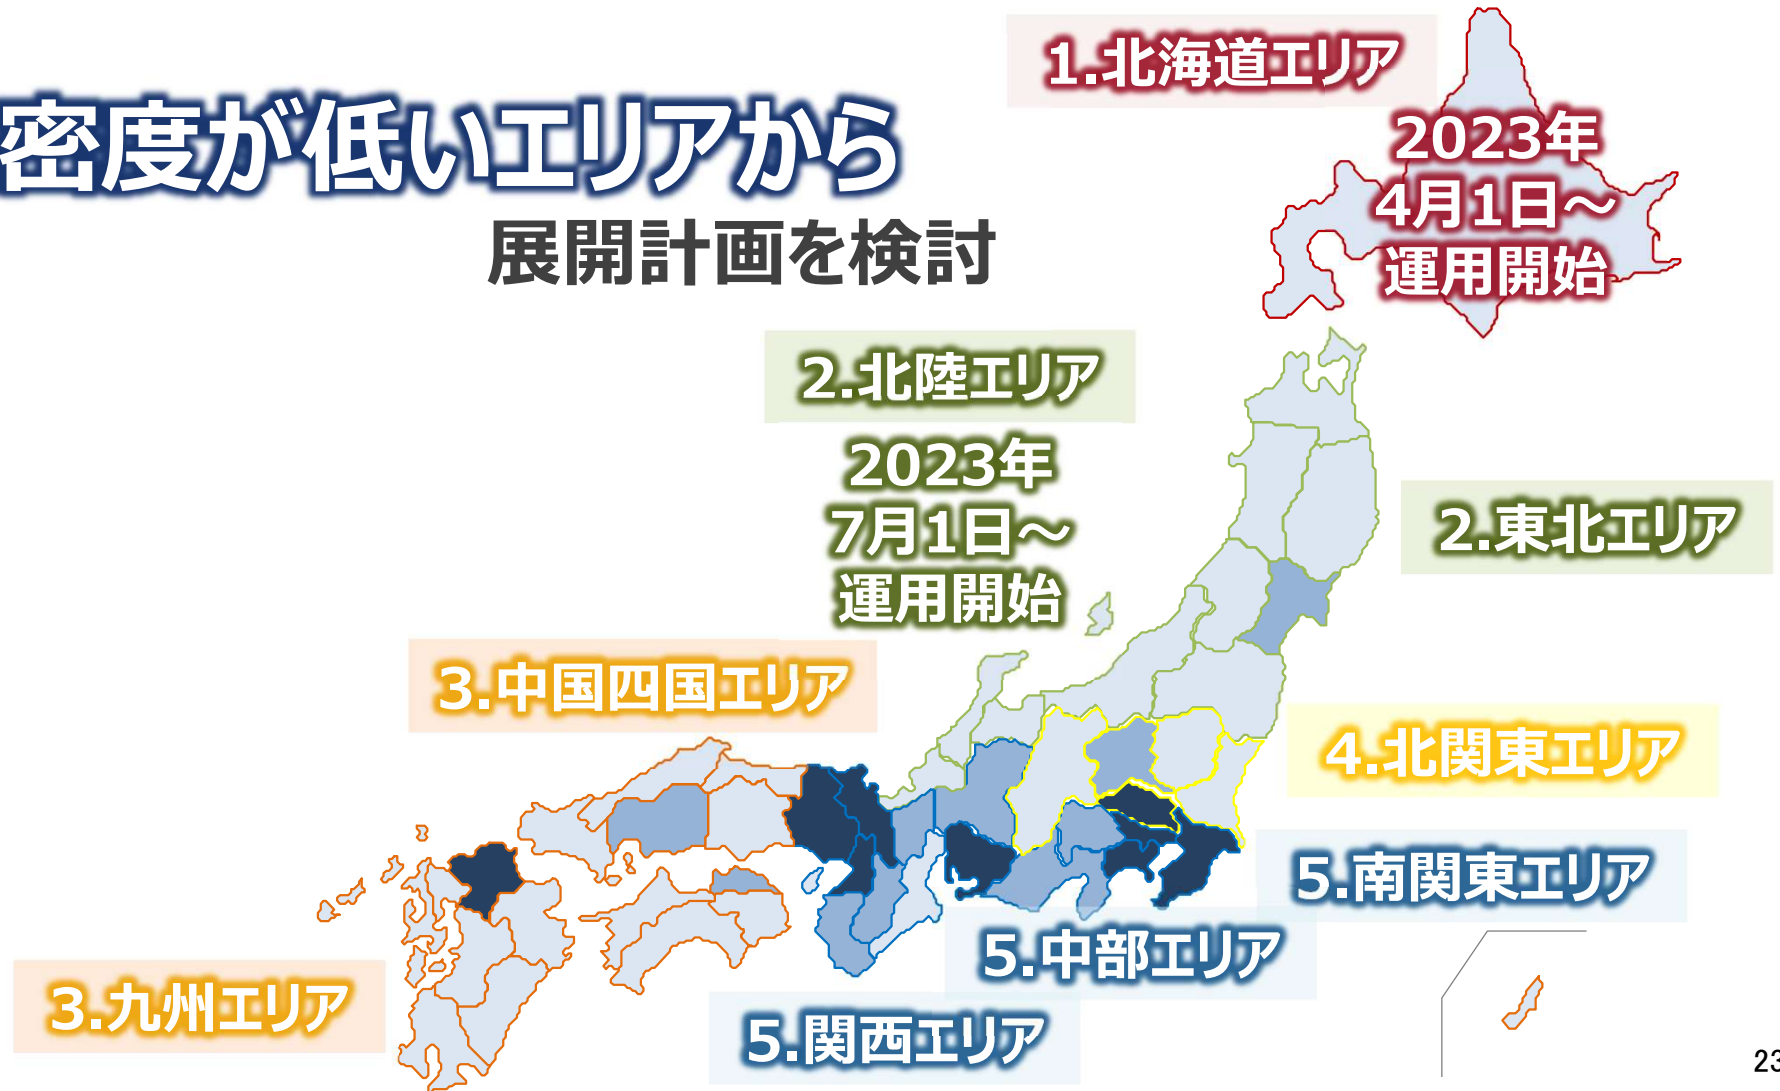 密度が低いエリアから
展開計画を検討
1.北海道エリア
2023年
4月1日～
運用開始
2.北陸エリア
2023年
7月1日～
運用開始
2.東北エリア
3.中国四国エリア
4.北関東エリア
5.南関東エリア
5.中部エリア
3.九州エリア
5.関西エリア
23